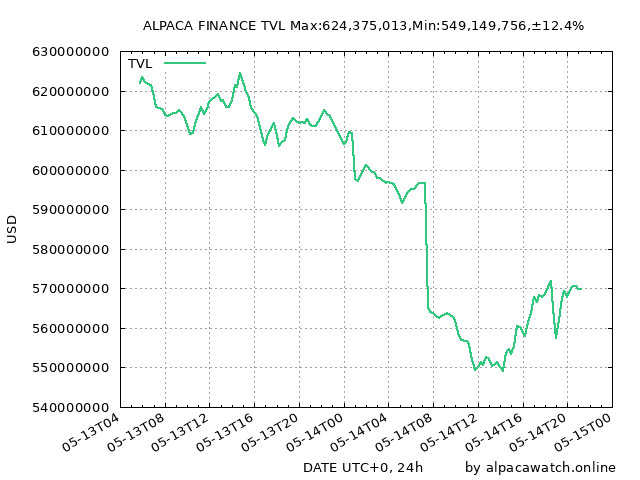 ALPACA FINANCE TVL Max:624,375,013,Min:549,149,756,±12.4%
630000000
620000000
610000000
600000000
590000000
580000000
570000000
560000000
550000000
540000000
USD
TVL
05-13T04
05-13T08
05-13T12
05-13T16
05-13T20
05-14T00
05-14T04
05-14T08
05-14T12
05-14T16
05-14T20
05-15T00
DATE UTC+0, 24h
by alpacawatch.online